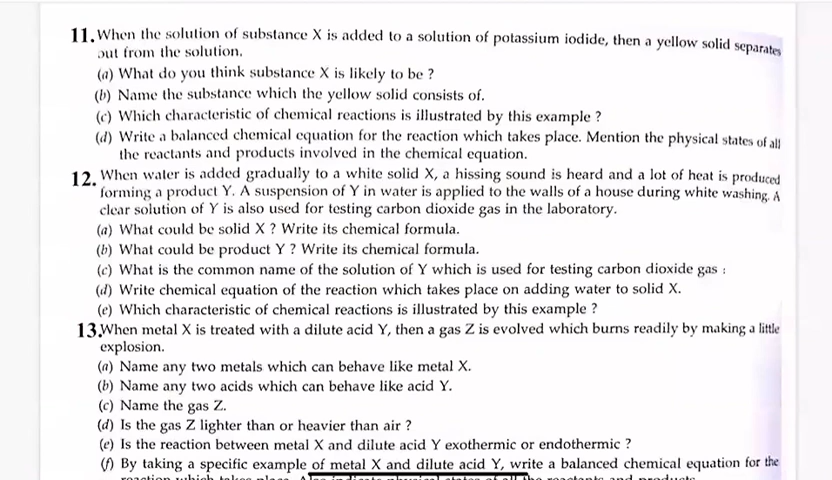 11. When the solution of substance X is added to a solution of potassium iodide, then a yellow solid separates
out from the solution.
(a) What do you think substance X is likely to be ?
(b) Name the substance which the yellow solid consists of.
(c) Which characteristic of chemical reactions is illustrated by this example ?
(d) Write a balanced chemical equation for the reaction which takes place. Mention the physical states of all
the reactants and products involved in the chemical equation.
12. When water is added gradually to a white solid X, a hissing sound is heard and a lot of heat is produced
forming a product Y. A suspension of Y in water is applied to the walls of a house during white washing. A
clear solution of Y is also used for testing carbon dioxide gas in the laboratory.
(a) What could be solid X ? Write its chemical formula.
(b) What could be product Y ? Write its chemical formula.
(c) What is the common name of the solution of Y which is used for testing carbon dioxide gas :
(d) Write chemical equation of the reaction which takes place on adding water to solid X.
(e) Which characteristic of chemical reactions is illustrated by this example ?
13. When metal X is treated with a dilute acid Y, then a gas Z is evolved which burns readily by making a little
explosion.
(a) Name any two metals which can behave like metal X.
(b) Name any two acids which can behave like acid Y.
(c) Name the gas Z.
(d) Is the gas Z lighter than or heavier than air ?
(e) Is the reaction between metal X and dilute acid Y exothermic or endothermic ?
(f) By taking a specific example of metal X and dilute acid Y, write a balanced chemical equation for the